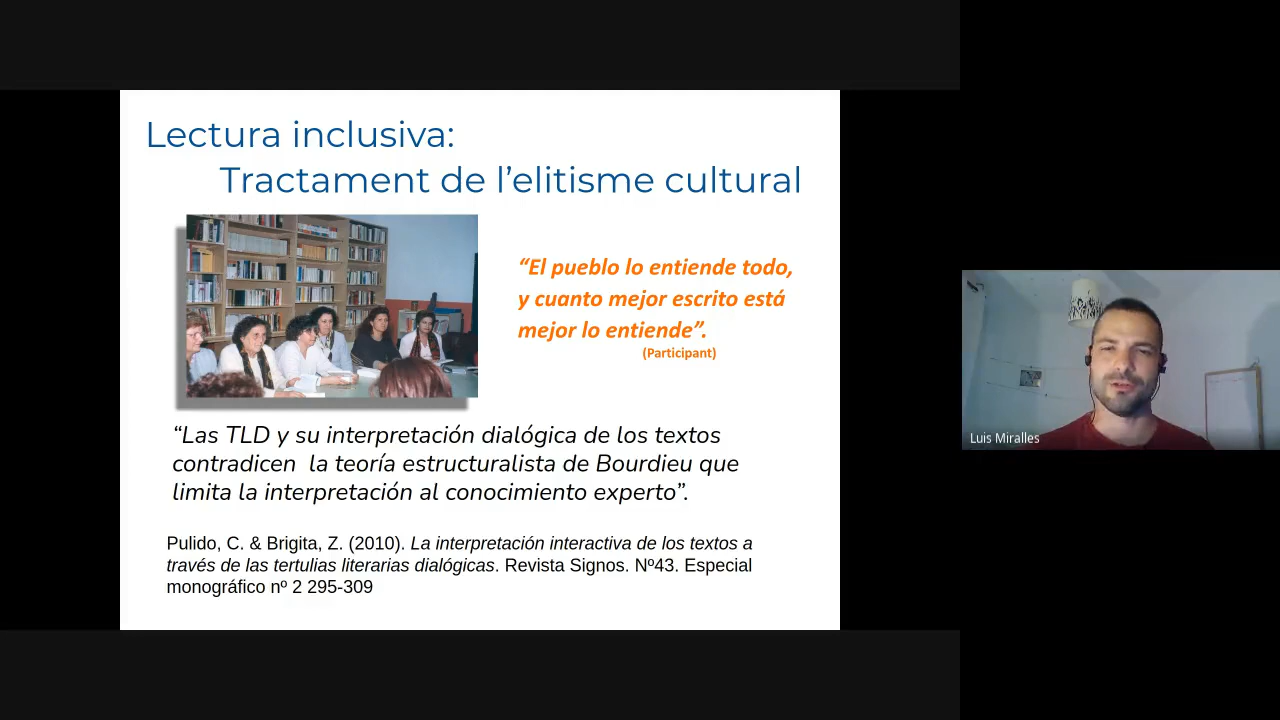 Lectura inclusiva:
Tractament de l’elitisme cultural
“El pueblo lo entiende todo,
y cuanto mejor escrito está
mejor lo entiende”.
(Participant)
“Las TLD y su interpretación dialógica de los textos
contradicen  la teoría estructuralista de Bourdieu que
limita la interpretación al conocimiento experto”.
Pulido, C. & Brigita, Z. (2010). La interpretación interactiva de los textos a
través de las tertulias literarias dialógicas. Revista Signos. Nº43. Especial
monográfico nº 2 295-309
Luis Miralles